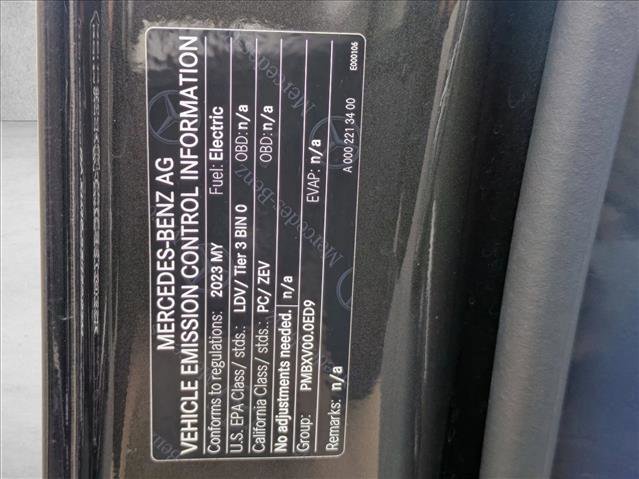 MERCEDES-BENZ AG
VEHICLE EMISSION CONTROL INFORMATION
Conforms to regulations: 2023 MY Fuel: Electric
U.S. EPA Class/ stds.: LDV/ Tier 3 BIN 0 OBD: n/a
California Class / stds.: PC/ ZEV OBD: n/a
No adjustments needed. n/a
Group: PMBXV00.0ED9 EVAP: n/a
Remarks: n/a A 000 221 34 00
E000106
Mercedes-Benz